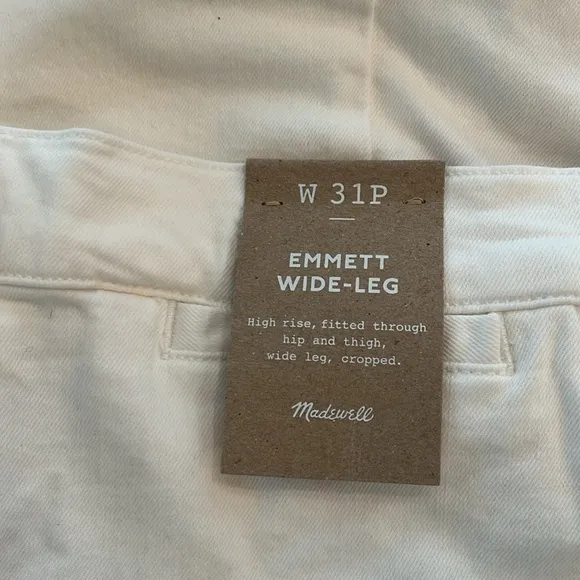 W 31P
EMMETT
WIDE-LEG
High rise, fitted through
hip and thigh,
wide leg, cropped.
Madewell